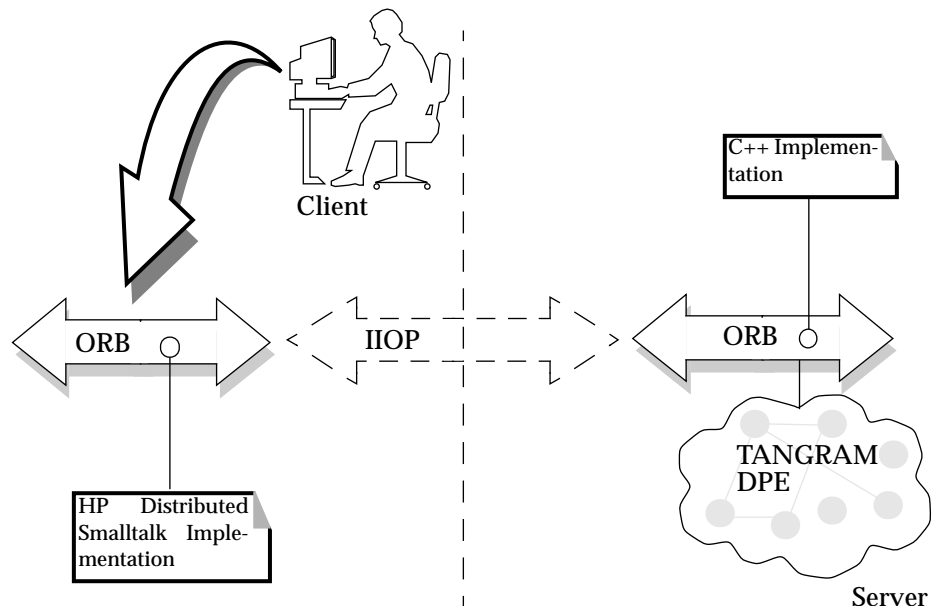 C++ Implemen-
tation
Client
ORB
IIOP
ORB
TANGRAM
DPE
HP Distributed
Smalltalk Imple-
mentation
Server